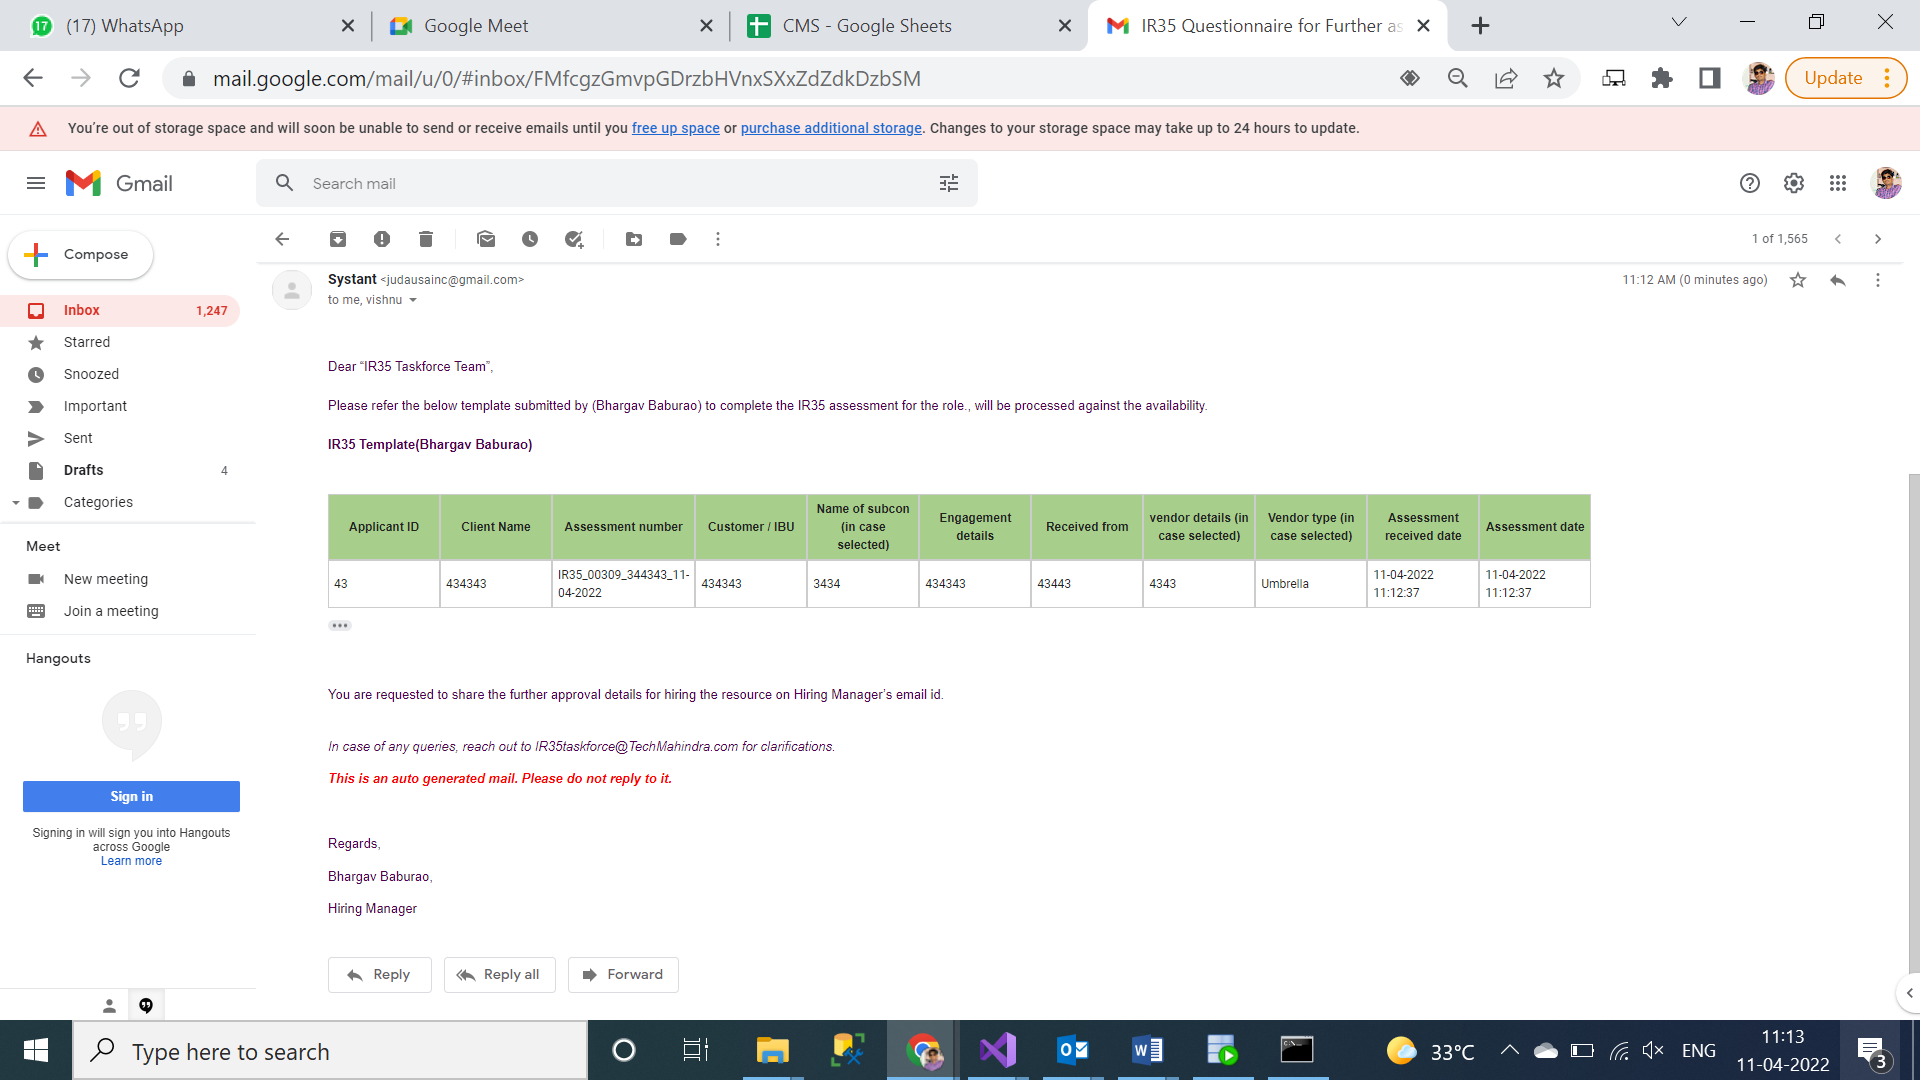 (17) WhatsApp
Google Meet
CMS - Google Sheets
IR35 Questionnaire for Further as
mail.google.com/mail/u/0/#inbox/FMfcgzGmvpGDrzbHVnxSXxZdZdkDzbSM
Update
You're out of storage space and will soon be unable to send or receive emails until you free up space or purchase additional storage. Changes to your storage space may take up to 24 hours to update.
Gmail
Search mail
Compose
1 of 1,565
Inbox 1,247
Starred
Snoozed
Important
Sent
Drafts 4
Categories
Meet
New meeting
Join a meeting
Hangouts
Sign in
Signing in will sign you into Hangouts
across Google
Learn more
Systant <judausainc@gmail.com>
11:12 AM (0 minutes ago)
to me, vishnu
Dear “IR35 Taskforce Team”,
Please refer the below template submitted by (Bhargav Baburao) to complete the IR35 assessment for the role., will be processed against the availability.
IR35 Template(Bhargav Baburao)
Applicant ID
Client Name
Assessment number
Customer / IBU
Name of subcon
(in case
selected)
Engagement
details
Received from
vendor details (in
case selected)
Vendor type (in
case selected)
Assessment
received date
Assessment date
43
434343
IR35_00309_344343_11-
04-2022
434343
3434
434343
43443
4343
Umbrella
11-04-2022
11:12:37
11-04-2022
11:12:37
You are requested to share the further approval details for hiring the resource on Hiring Manager’s email id.
In case of any queries, reach out to IR35taskforce@TechMahindra.com for clarifications.
This is an auto generated mail. Please do not reply to it.
Regards,
Bhargav Baburao,
Hiring Manager
Reply
Reply all
Forward
Type here to search
33°C
ENG
11:13
11-04-2022
3